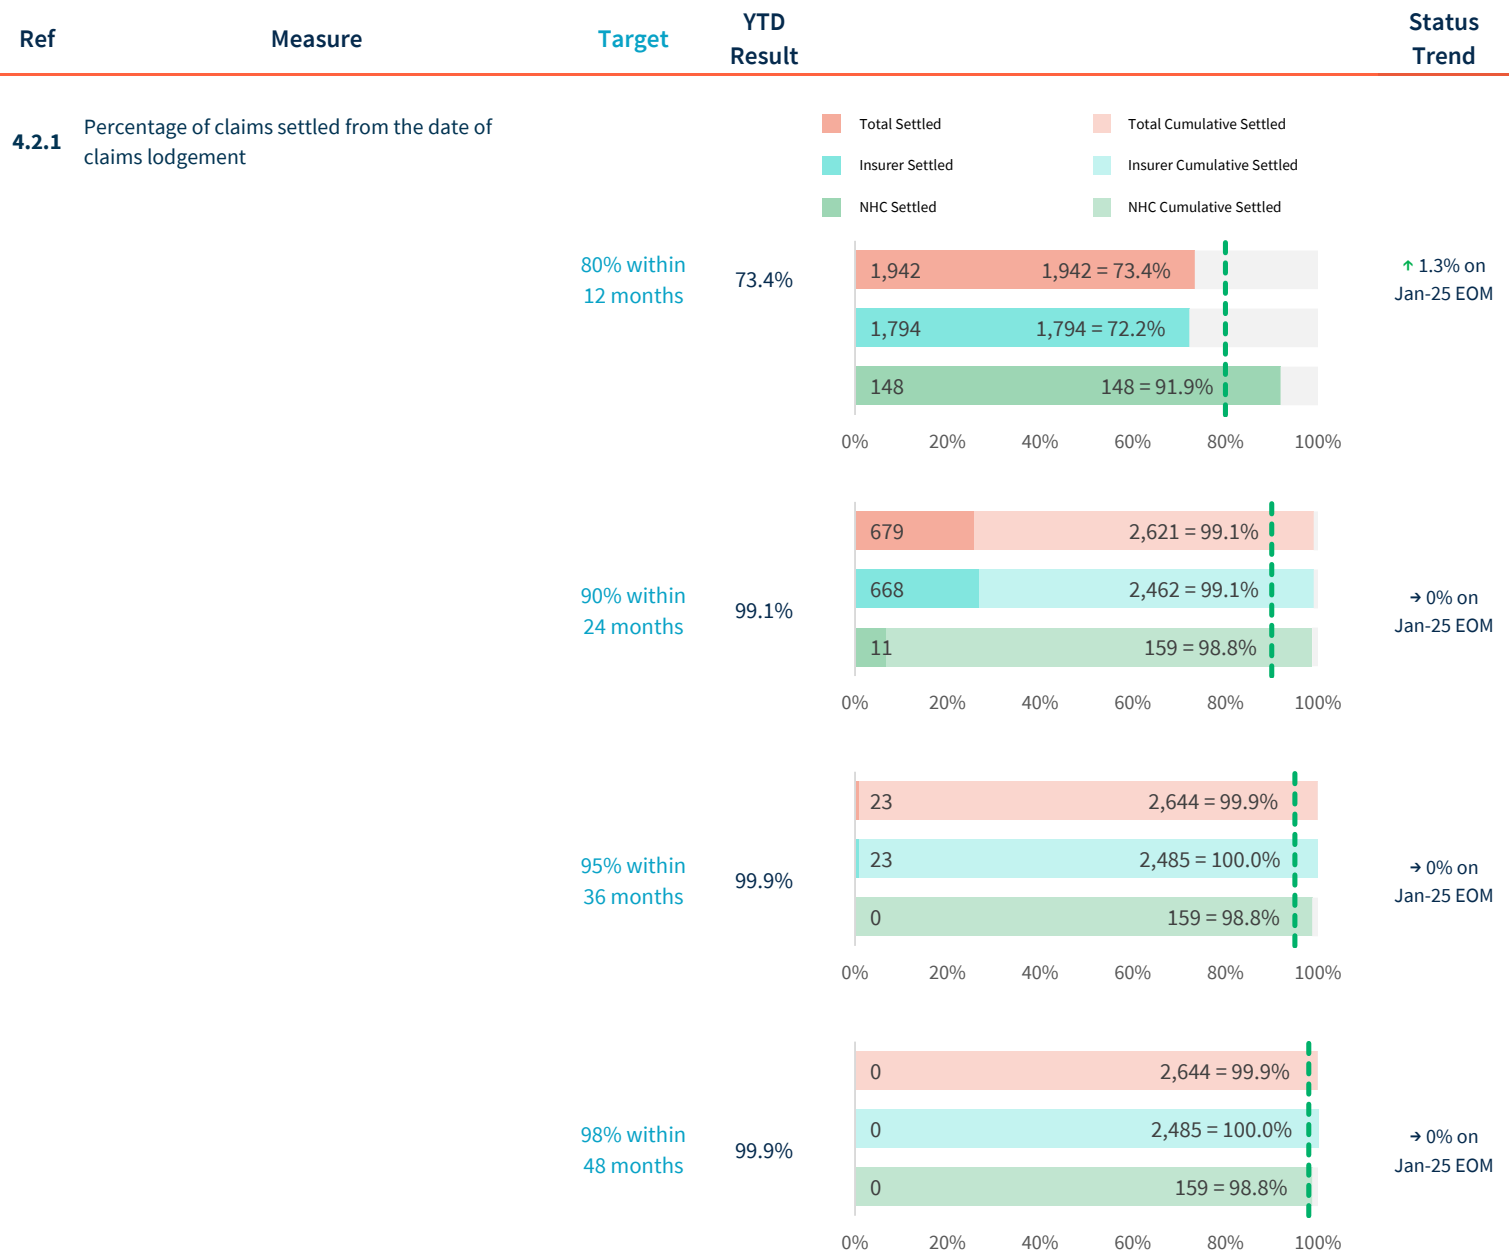 Ref
Measure
Target
YTD
Result
Status
Trend
4.2.1
Percentage of claims settled from the date of
claims lodgement
Total Settled
Total Cumulative Settled
Insurer Settled
Insurer Cumulative Settled
NHC Settled
NHC Cumulative Settled
80% within
12 months
73.4%
1,942
1,942 = 73.4%
1,794
1,794 = 72.2%
148
148 = 91.9%
0% 20% 40% 60% 80% 100%
↑ 1.3% on
Jan-25 EOM
90% within
24 months
99.1%
679
2,621 = 99.1%
668
2,462 = 99.1%
11
159 = 98.8%
0% 20% 40% 60% 80% 100%
→ 0% on
Jan-25 EOM
95% within
36 months
99.9%
23
2,644 = 99.9%
23
2,485 = 100.0%
0
159 = 98.8%
0% 20% 40% 60% 80% 100%
→ 0% on
Jan-25 EOM
98% within
48 months
99.9%
0
2,644 = 99.9%
0
2,485 = 100.0%
0
159 = 98.8%
0% 20% 40% 60% 80% 100%
→ 0% on
Jan-25 EOM